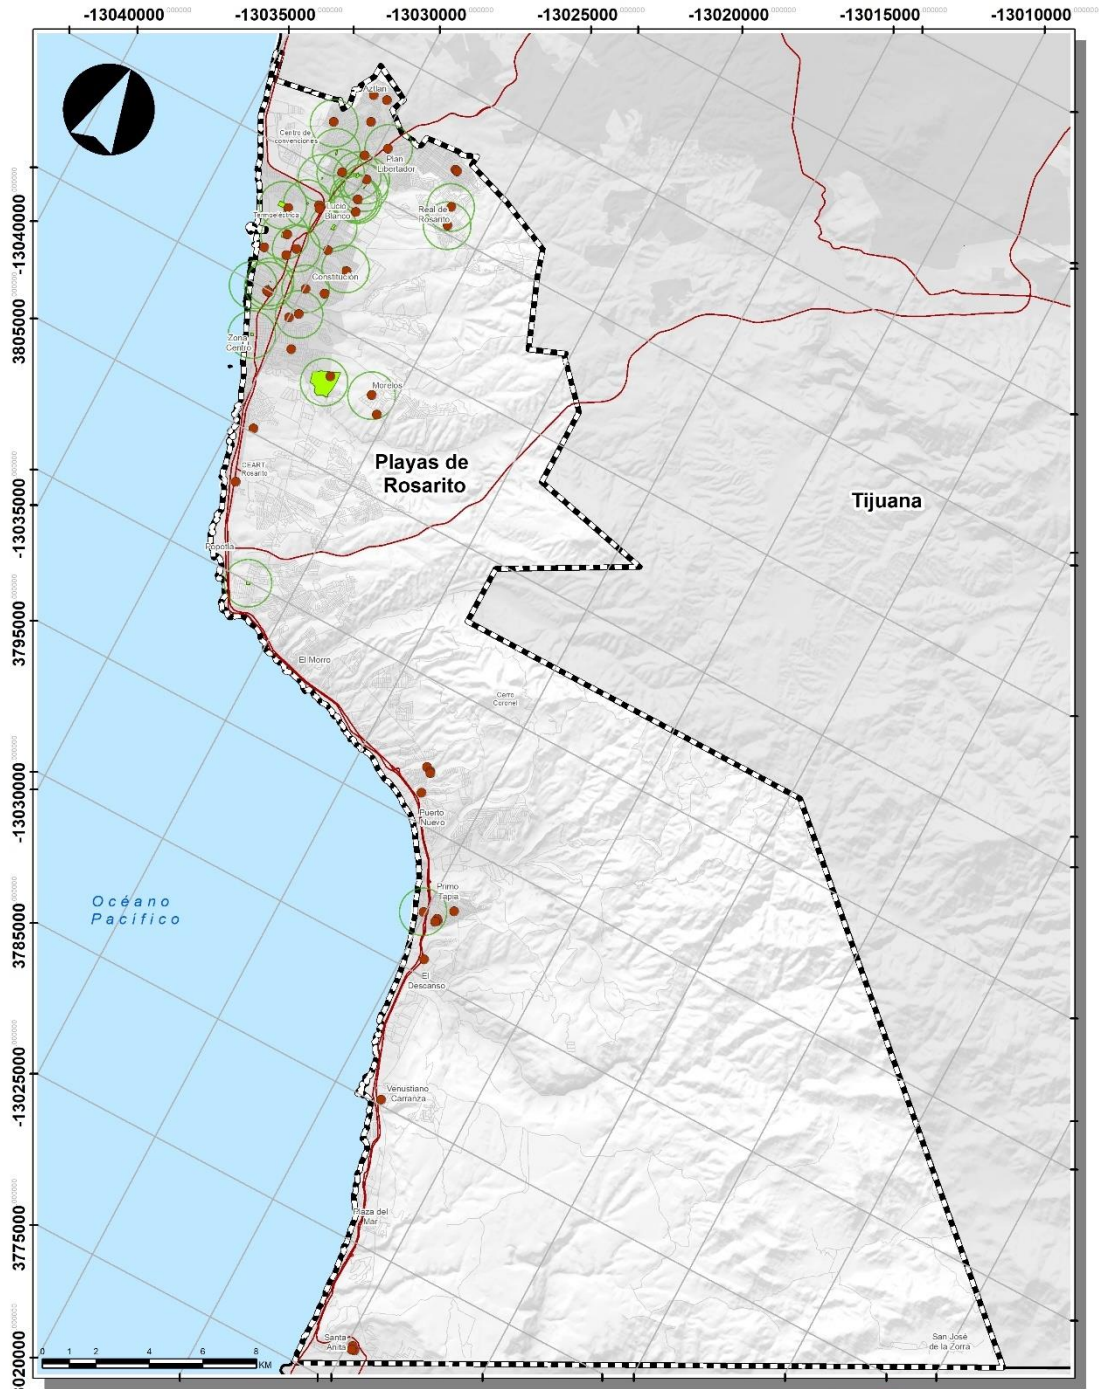 -13040000 -13035000 -13030000 -13025000 -13020000 -13015000 -13010000
Aztlan
Centro de
convenciones
Plan
Libertador
Lucio
Blanco
Real de
Rosarito
Termoeléctrica
Constitución
Zona
Centro
Morelos
CEART
Rosarito
Playas de
Rosarito
Tijuana
Popotla
El Morro
Cerro
Coronel
Puerto
Nuevo
Primo
Tapia
Océano
Pacífico
El
Descanso
Venustiano
Carranza
Plaza del
Mar
Santa
Anita
San José
de la Zorra
0 1 2 4 6 8
KM
-13040000
3805000
-13035000
3795000
-13030000
3785000
-13025000
3775000